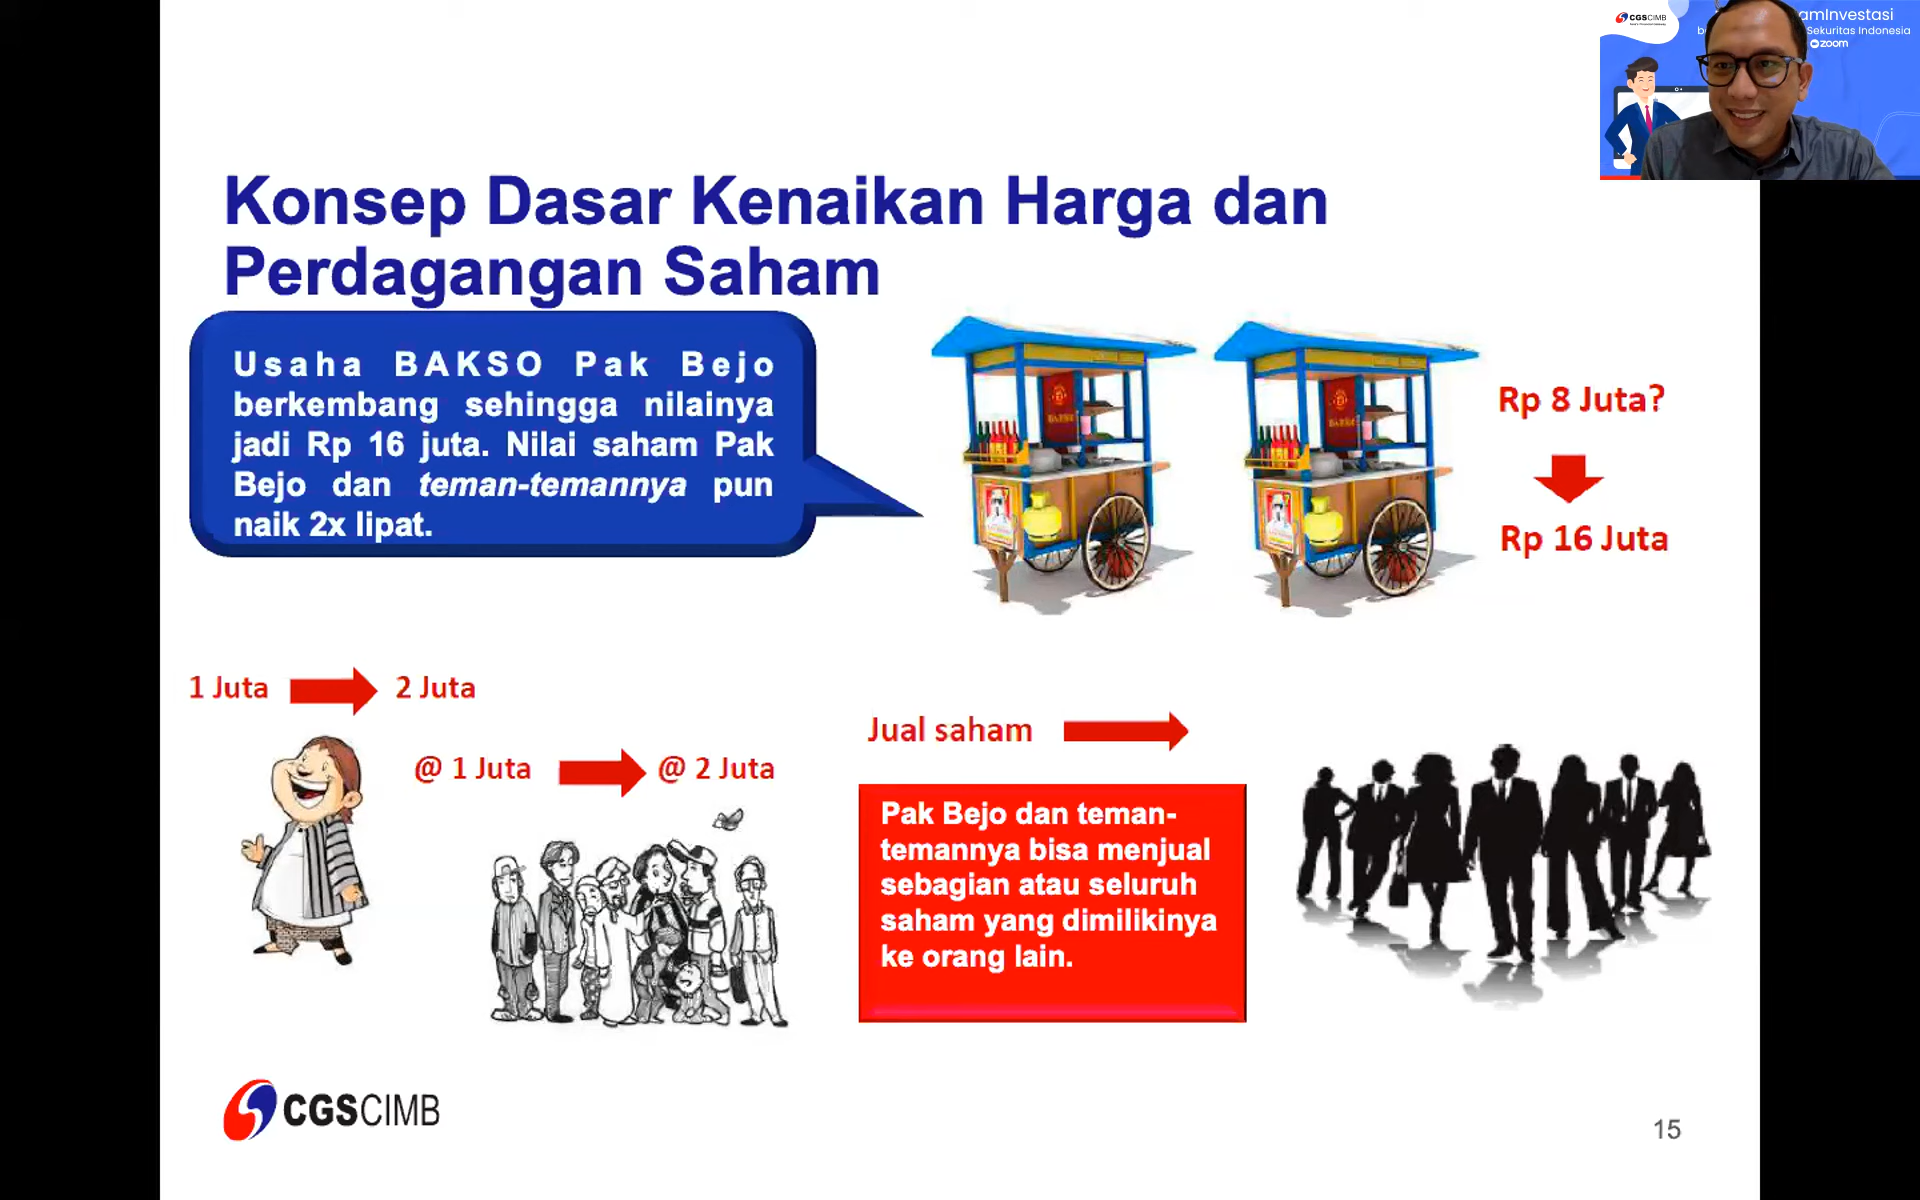 Konsep Dasar Kenaikan Harga dan
Perdagangan Saham
Usaha BAKSO Pak Bejo
berkembang sehingga nilainya
jadi Rp 16 juta. Nilai saham Pak
Bejo dan teman-temannya pun
naik 2x lipat.
Rp 8 Juta?
Rp 16 Juta
1 Juta
2 Juta
@ 1 Juta
@ 2 Juta
Jual saham
Pak Bejo dan teman-
temannya bisa menjual
sebagian atau seluruh
saham yang dimilikinya
ke orang lain.
CGSCIMB
15
CGSCIMB
amInvestasi
Sekuritas Indonesia
zoom